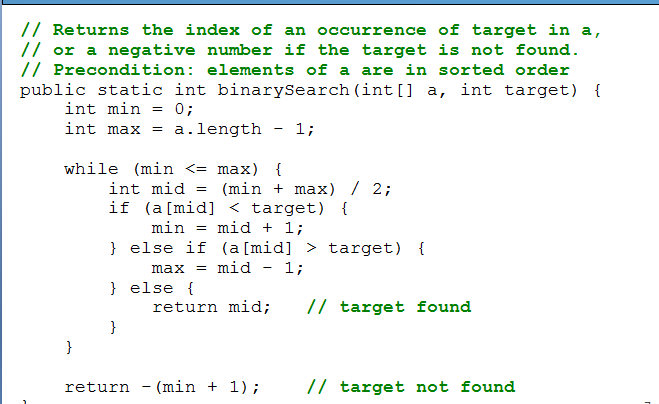 // Returns the index of an occurrence of target in a,
// or a negative number if the target is not found.
// Precondition: elements of a are in sorted order
public static int binarySearch(int[] a, int target) {
    int min = 0;
    int max = a.length - 1;

    while (min <= max) {
        int mid = (min + max) / 2;
        if (a[mid] < target) {
            min = mid + 1;
        } else if (a[mid] > target) {
            max = mid - 1;
        } else {
            return mid;   // target found
        }
    }

    return -(min + 1);    // target not found